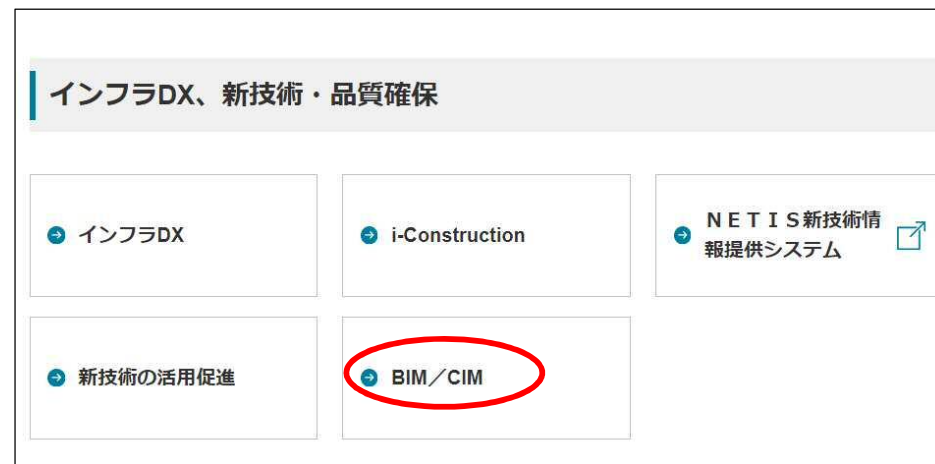 インフラDX、新技術・品質確保
インフラDX
i-Construction
ＮＥＴＩＳ新技術情
報提供システム
新技術の活用促進
BIM／CIM